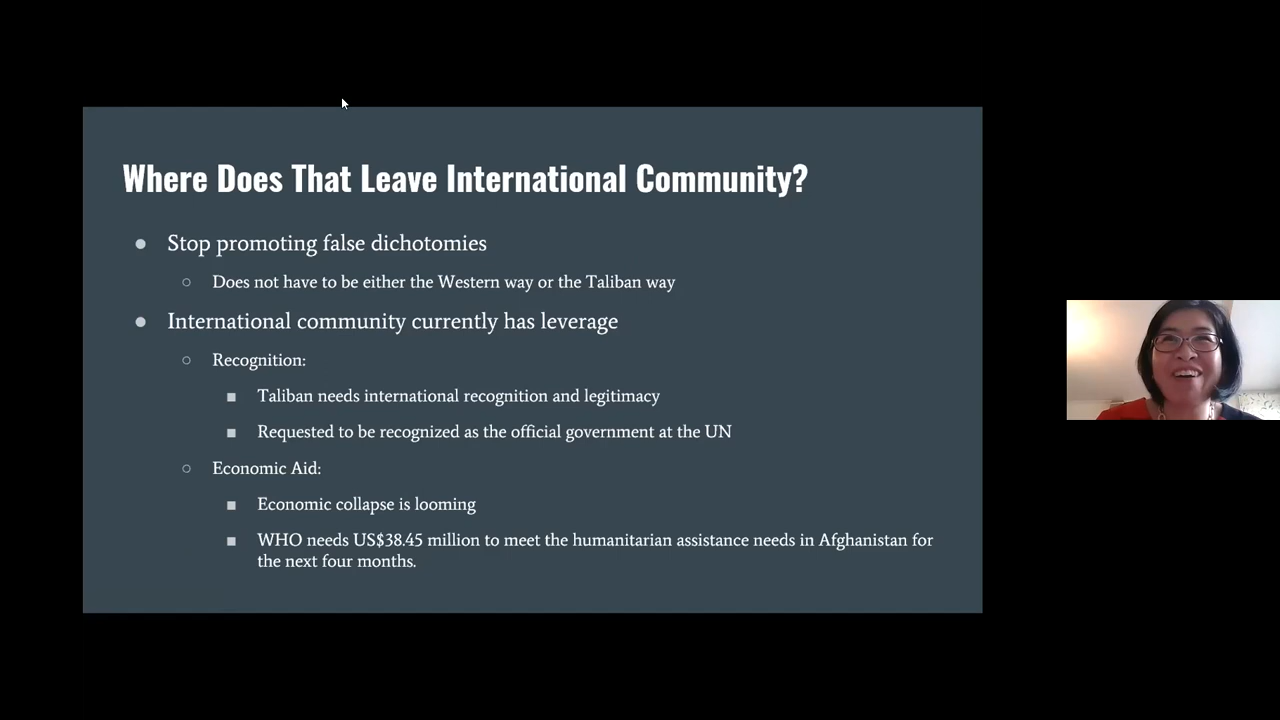 Where Does That Leave International Community?
● Stop promoting false dichotomies
○ Does not have to be either the Western way or the Taliban way
● International community currently has leverage
○ Recognition:
■ Taliban needs international recognition and legitimacy
■ Requested to be recognized as the official government at the UN
○ Economic Aid:
■ Economic collapse is looming
■ WHO needs US$38.45 million to meet the humanitarian assistance needs in Afghanistan for
the next four months.